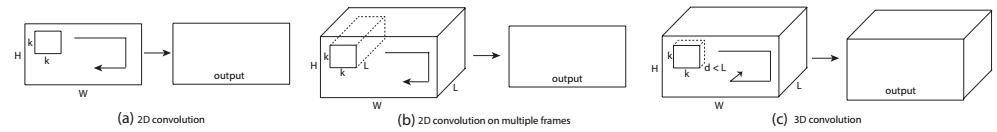 k
k
H
W
output
(a) 2D convolution
k
k
L
H
W
L
output
(b) 2D convolution on multiple frames
k
k
d < L
H
W
L
output
(c) 3D convolution